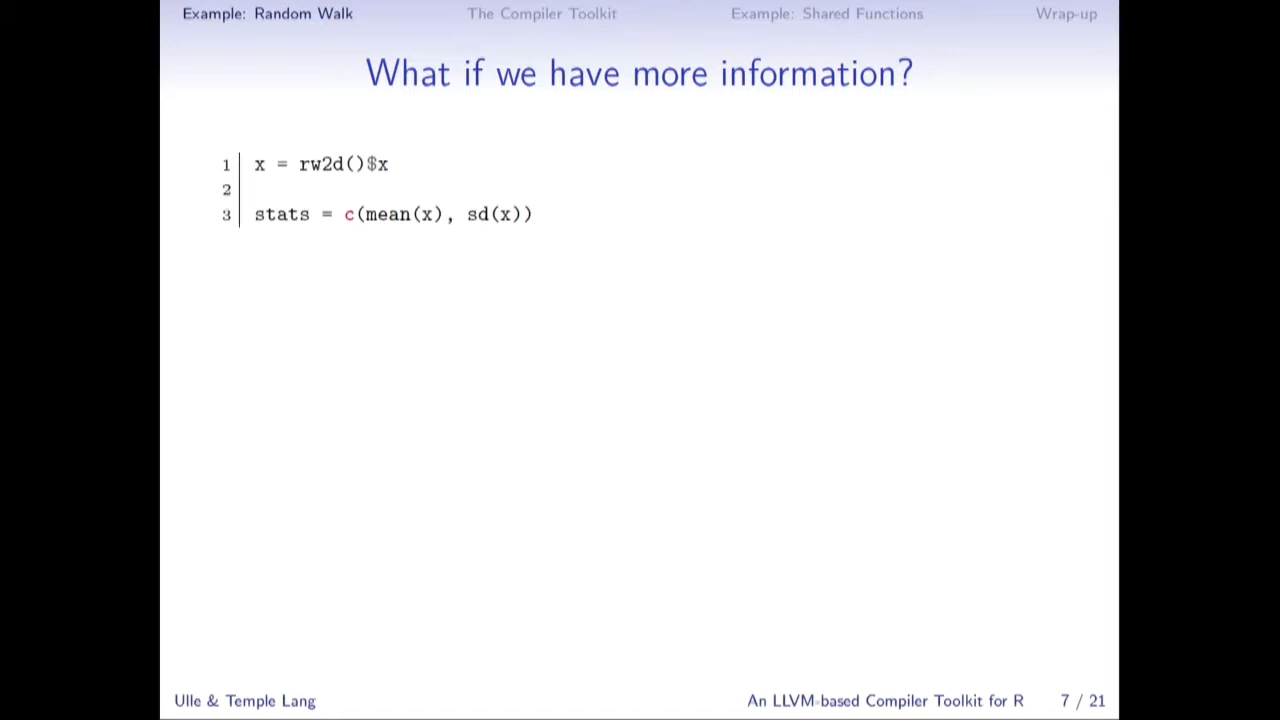 Example: Random Walk The Compiler Toolkit Example: Shared Functions Wrap-up
What if we have more information?
1 x = rw2d()$x
2
3 stats = c(mean(x), sd(x))
Ulle & Temple Lang An LLVM-based Compiler Toolkit for R 7 / 21